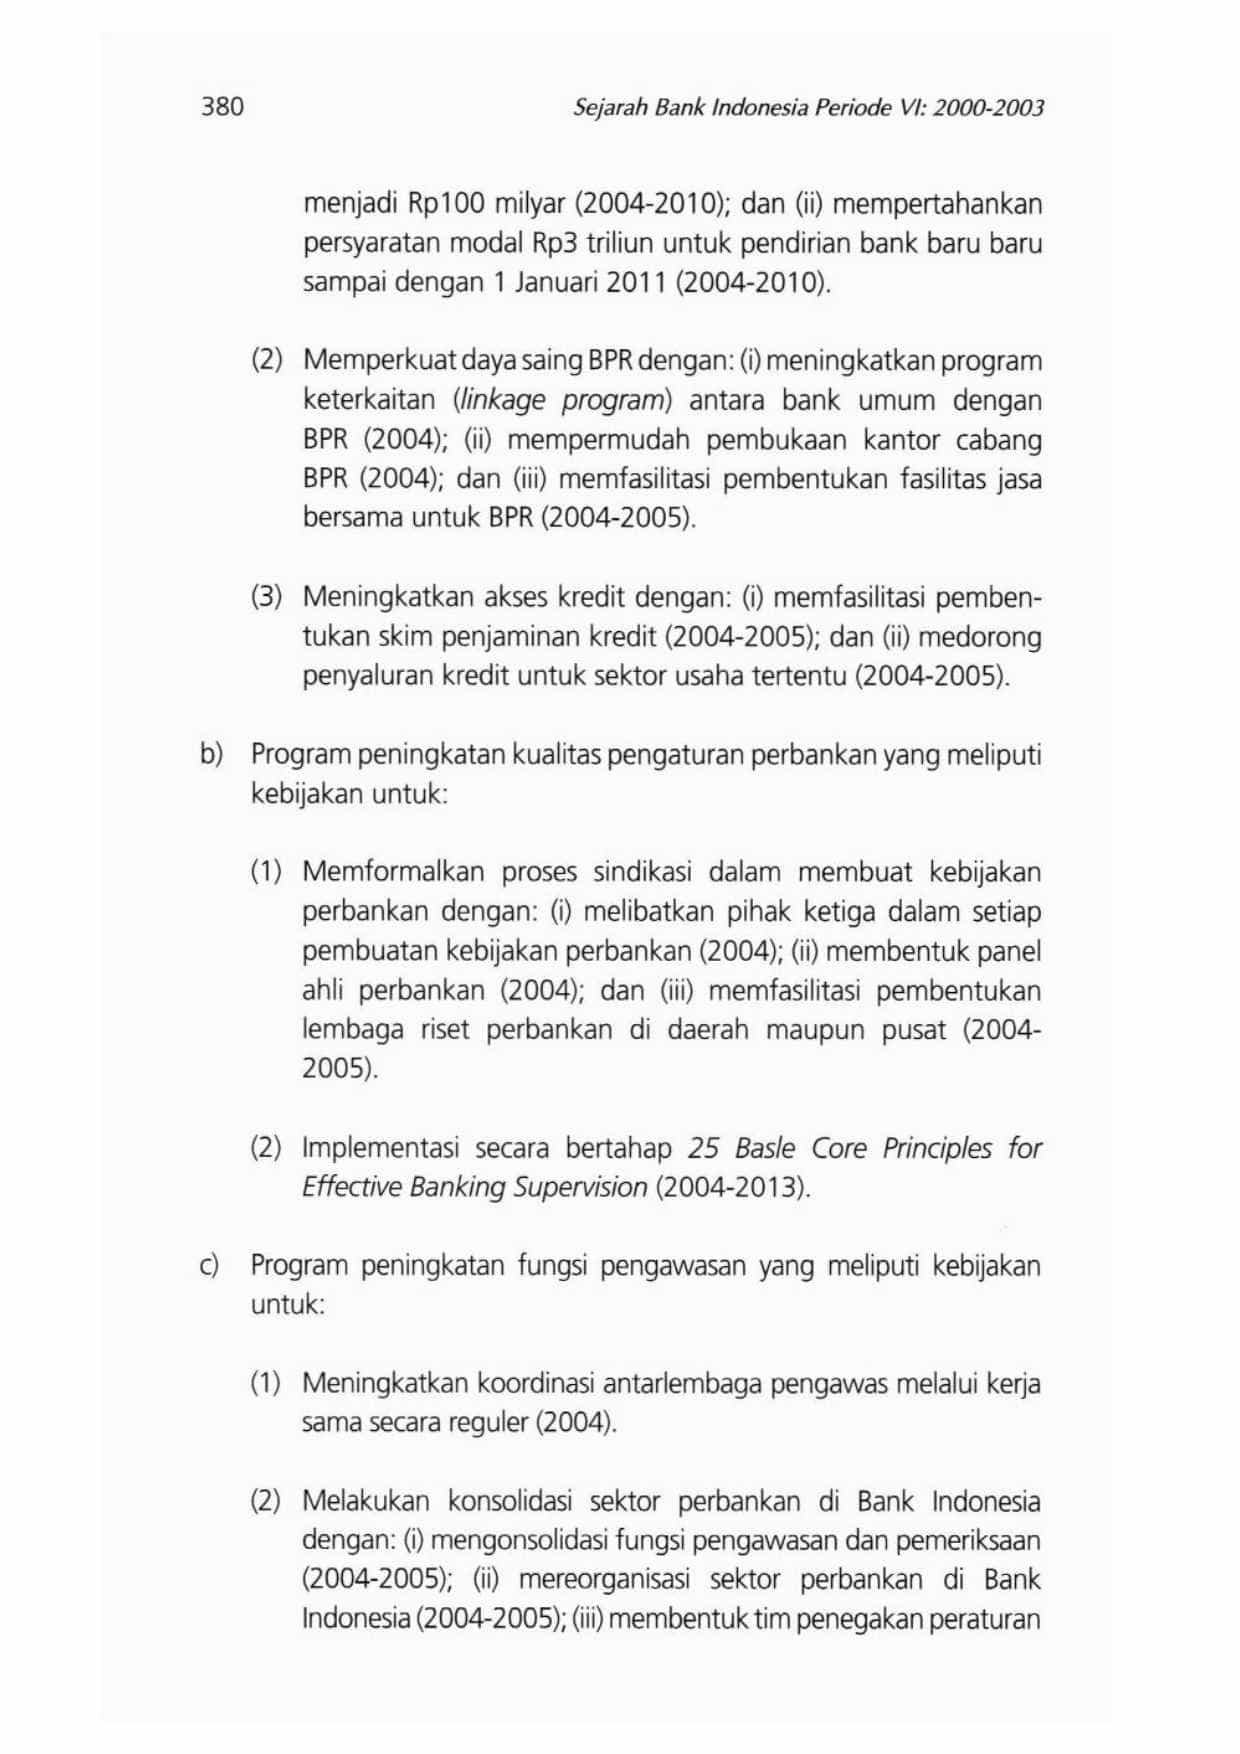 380
Sejarah Bank Indonesia Periode VI: 2000-2003
menjadi Rp100 milyar (2004-2010); dan (ii) mempertahankan
persyaratan modal Rp3 triliun untuk pendirian bank baru baru
sampai dengan 1 Januari 2011 (2004-2010).
(2) Memperkuat daya saing BPR dengan: (i) meningkatkan program
keterkaitan (linkage program) antara bank umum dengan
BPR (2004); (ii) mempermudah pembukaan kantor cabang
BPR (2004); dan (iii) memfasilitasi pembentukan fasilitas jasa
bersama untuk BPR (2004-2005).
(3) Meningkatkan akses kredit dengan: (i) memfasilitasi pemben-
tukan skim penjaminan kredit (2004-2005); dan (ii) medorong
penyaluran kredit untuk sektor usaha tertentu (2004-2005).
b) Program peningkatan kualitas pengaturan perbankan yang meliputi
kebijakan untuk:
(1) Memformalkan proses sindikasi dalam membuat kebijakan
perbankan dengan: (i) melibatkan pihak ketiga dalam setiap
pembuatan kebijakan perbankan (2004); (ii) membentuk panel
ahli perbankan (2004); dan (iii) memfasilitasi pembentukan
lembaga riset perbankan di daerah maupun pusat (2004-
2005).
(2) Implementasi secara bertahap 25 Basle Core Principles for
Effective Banking Supervision (2004-2013).
c) Program peningkatan fungsi pengawasan yang meliputi kebijakan
untuk:
(1) Meningkatkan koordinasi antarlembaga pengawas melalui kerja
sama secara reguler (2004).
(2) Melakukan konsolidasi sektor perbankan di Bank Indonesia
dengan: (i) mengonsolidasi fungsi pengawasan dan pemeriksaan
(2004-2005); (ii) mereorganisasi sektor perbankan di Bank
Indonesia (2004-2005); (iii) membentuk tim penegakan peraturan